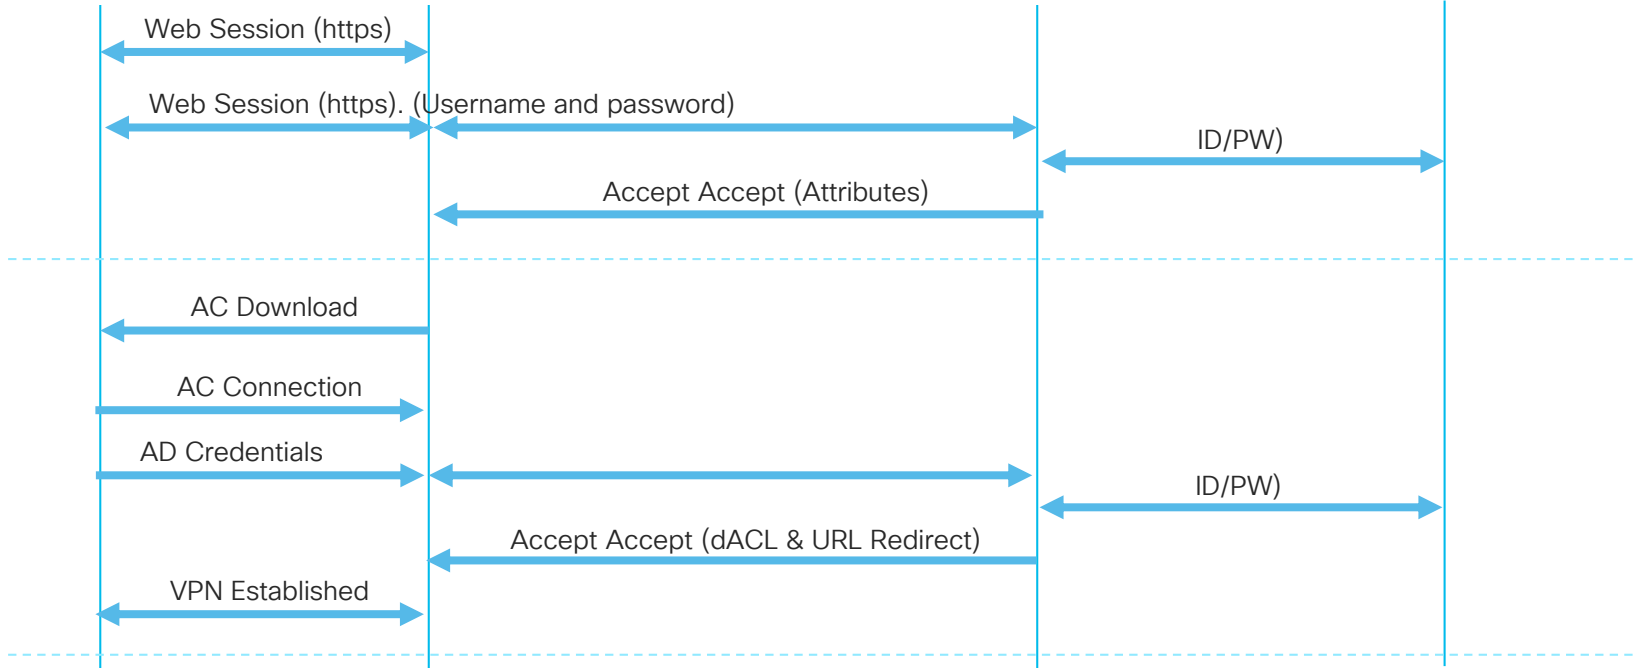 Web Session (https)
Web Session (https). (Username and password)
ID/PW)
Accept Accept (Attributes)
AC Download
AC Connection
AD Credentials
ID/PW)
Accept Accept (dACL & URL Redirect)
VPN Established